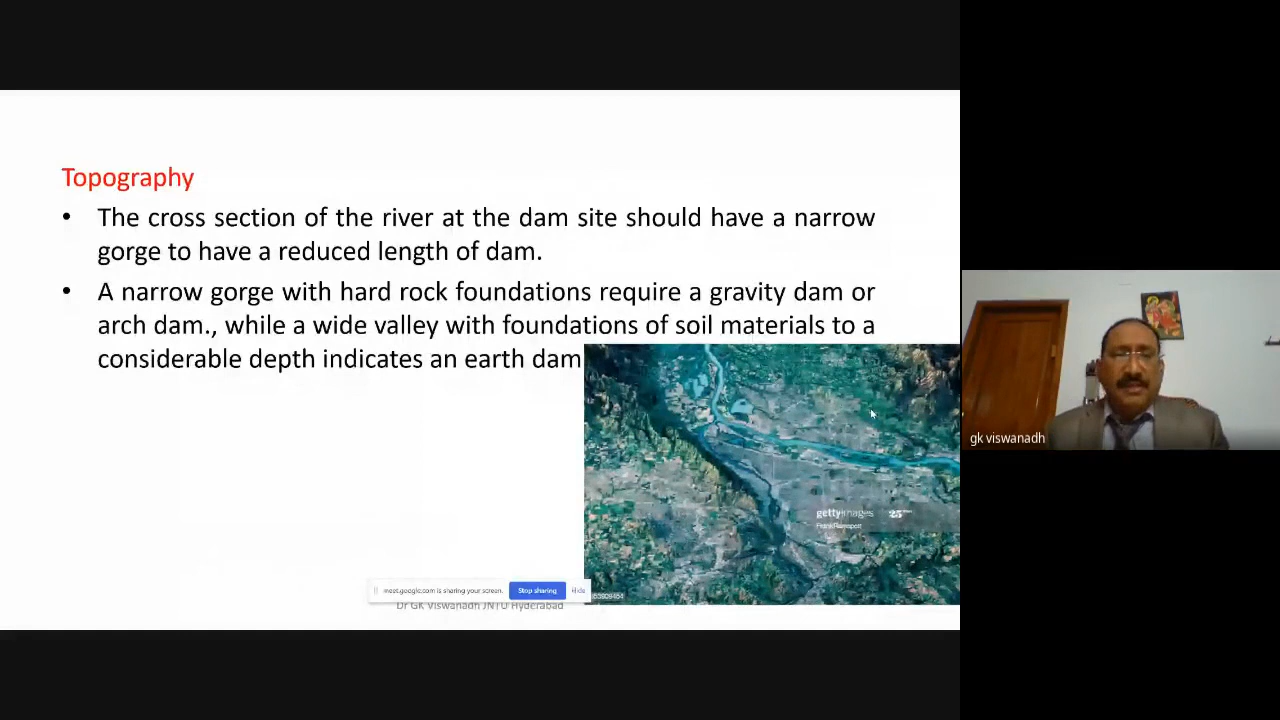 Topography
• The cross section of the river at the dam site should have a narrow
gorge to have a reduced length of dam.
• A narrow gorge with hard rock foundations require a gravity dam or
arch dam., while a wide valley with foundations of soil materials to a
considerable depth indicates an earth dam
gettyimages
meet.google.com is sharing your screen. Stop sharing Hide
Dr GK Viswanadh JNTU Hyderabad
gk viswanadh